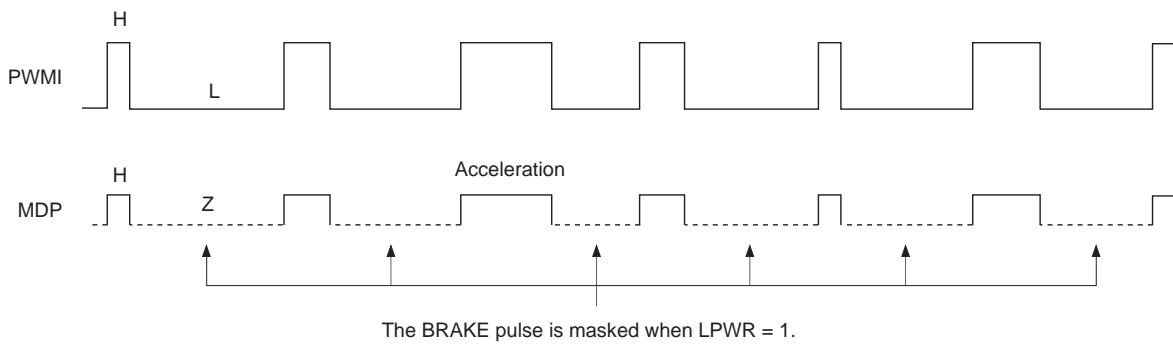 H
PWMI
L
Acceleration
H
MDP
Z
The BRAKE pulse is masked when LPWR = 1.